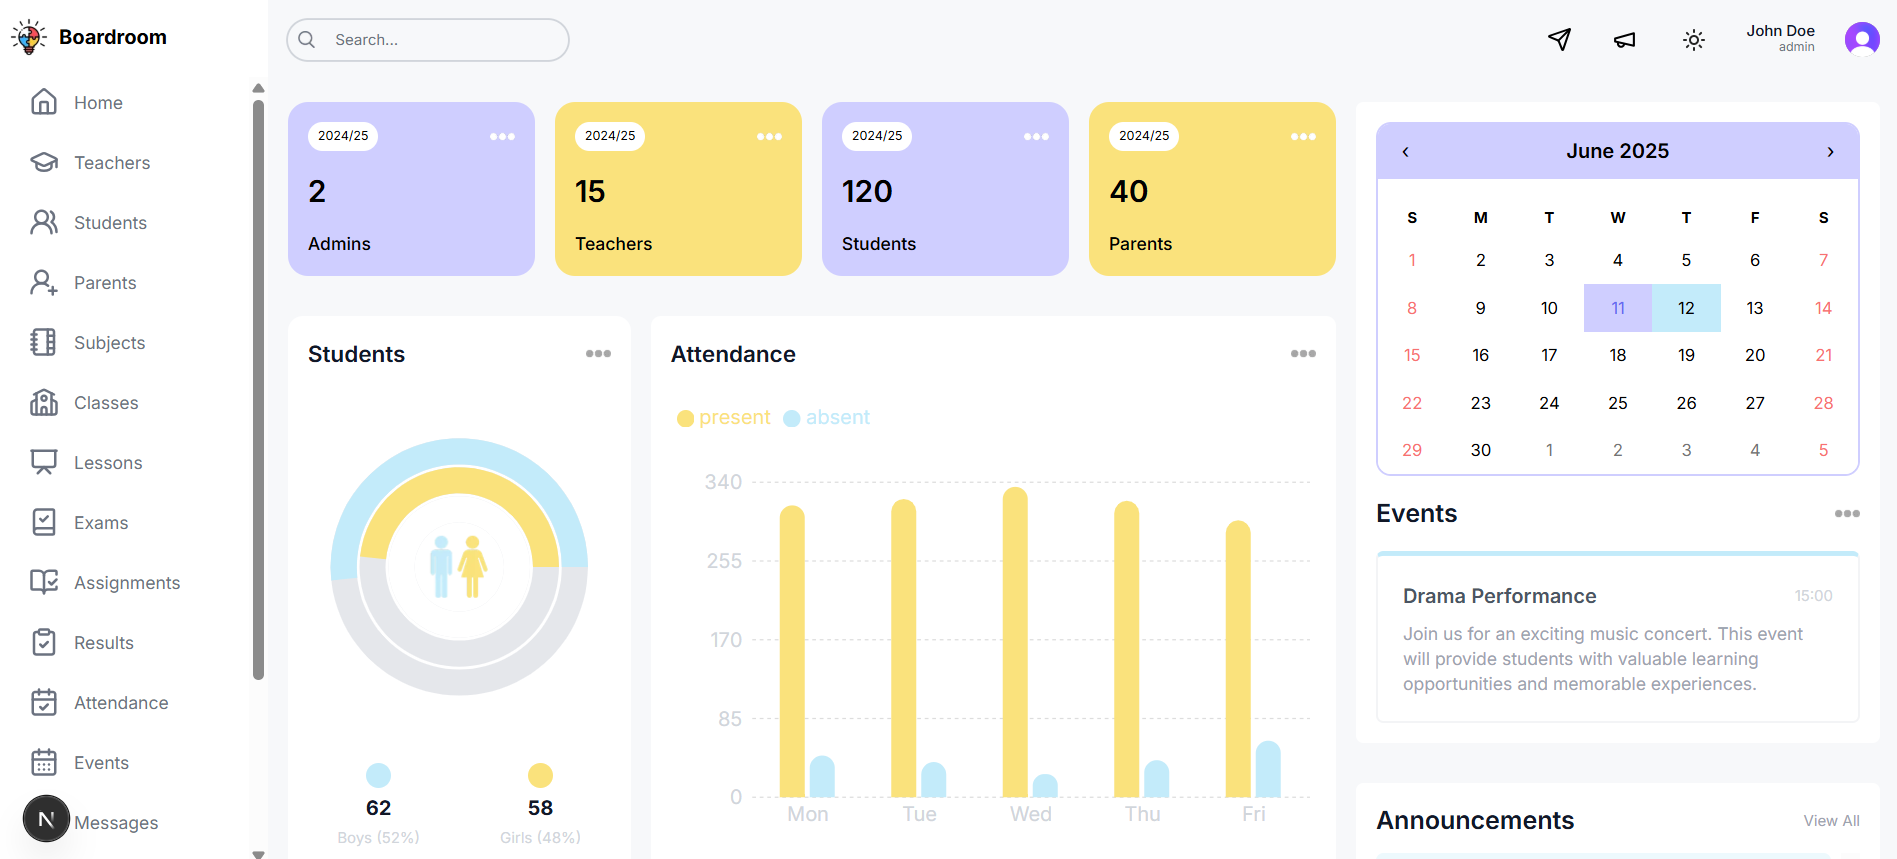 Boardroom
Home
Teachers
Students
Parents
Subjects
Classes
Lessons
Exams
Assignments
Results
Attendance
Events
N
Messages
Search...
John Doe
admin
2024/25
2
Admins
2024/25
15
Teachers
2024/25
120
Students
2024/25
40
Parents
Students
62
Boys (52%)
58
Girls (48%)
Attendance
present absent
340
255
170
85
0
Mon Tue Wed Thu Fri
‹ June 2025 ›
S M T W T F S
1 2 3 4 5 6 7
8 9 10 11 12 13 14
15 16 17 18 19 20 21
22 23 24 25 26 27 28
29 30 1 2 3 4 5
Events
Drama Performance 15:00
Join us for an exciting music concert. This event
will provide students with valuable learning
opportunities and memorable experiences.
Announcements View All